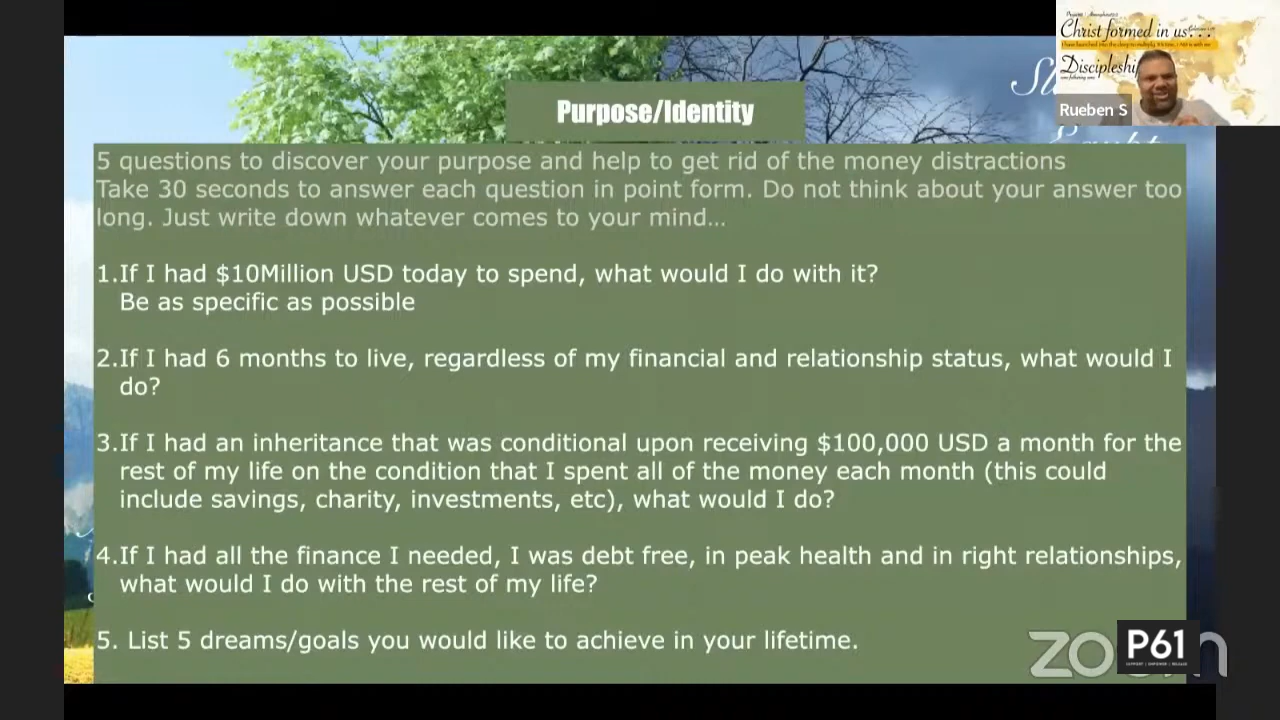 Purpose/Identity
5 questions to discover your purpose and help to get rid of the money distractions
Take 30 seconds to answer each question in point form. Do not think about your answer too
long. Just write down whatever comes to your mind...
1.If I had $10Million USD today to spend, what would I do with it?
Be as specific as possible
2.If I had 6 months to live, regardless of my financial and relationship status, what would I
do?
3.If I had an inheritance that was conditional upon receiving $100,000 USD a month for the
rest of my life on the condition that I spent all of the money each month (this could
include savings, charity, investments, etc), what would I do?
4.If I had all the finance I needed, I was debt free, in peak health and in right relationships,
what would I do with the rest of my life?
5. List 5 dreams/goals you would like to achieve in your lifetime.
Christ formed in us...
Discipleshi
Rueben S
zoom
P61